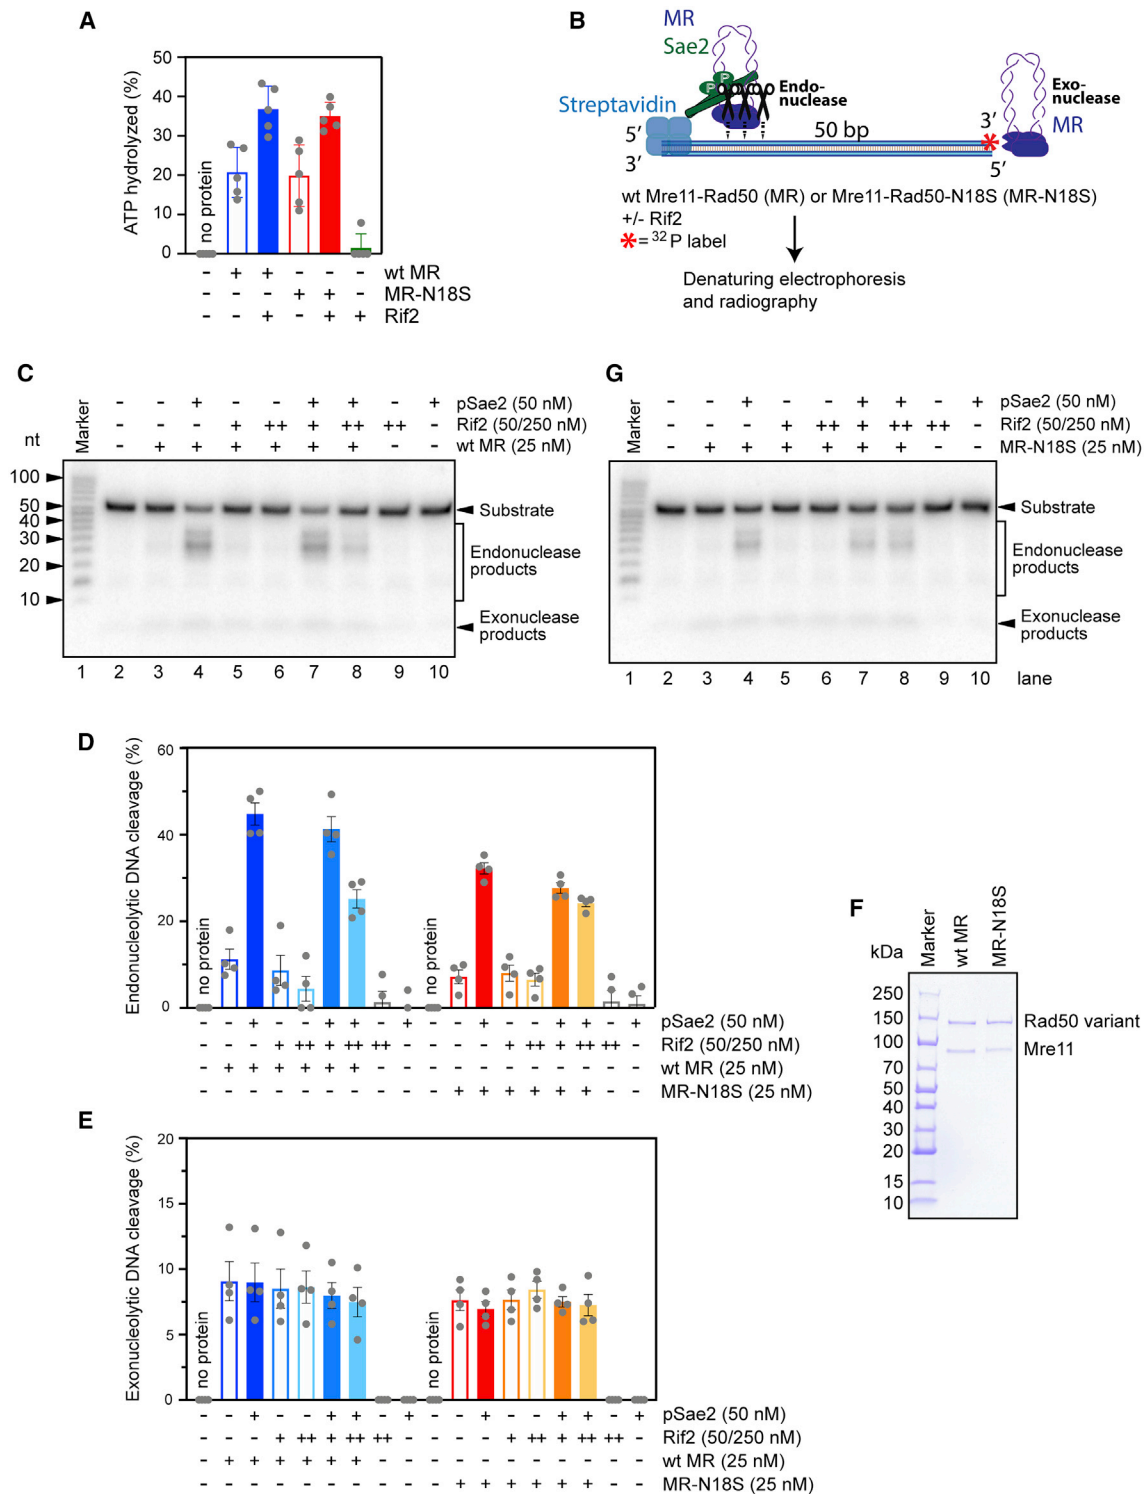 A
ATP hydrolyzed (%)
50
40
30
20
10
0
no protein
- + + - - - wt MR
- - - + + - MR-N18S
- - + - + + Rif2
B
MR
Sae2
P
P
Endo-
nuclease
Exo-
nuclease
MR
Streptavidin
50 bp
5′
3′
3′
5′
wt Mre11-Rad50 (MR) or Mre11-Rad50-N18S (MR-N18S)
+/- Rif2
*= 32P label
Denaturing electrophoresis
and radiography
C
nt
Marker
- - + - - + + - + pSae2 (50 nM)
- - - + ++ + ++ ++ - Rif2 (50/250 nM)
- + + + + + + - - wt MR (25 nM)
100
50
40
30
20
10
Substrate
Endonuclease
products
Exonuclease
products
1 2 3 4 5 6 7 8 9 10
G
Marker
- - + - - + + - + pSae2 (50 nM)
- - - + ++ + ++ ++ - Rif2 (50/250 nM)
- + + + + + + - - MR-N18S (25 nM)
Substrate
Endonuclease
products
Exonuclease
products
1 2 3 4 5 6 7 8 9 10 lane
D
Endonucleolytic DNA cleavage (%)
60
40
20
0
no protein
no protein
- - + - - + + - + - - + - - + + - + pSae2 (50 nM)
- - - + ++ + ++ ++ - - - - + ++ + ++ ++ - Rif2 (50/250 nM)
- + + + + + + - - - - - - - - - - - wt MR (25 nM)
- - - - - - - - - - + + + + + + - - MR-N18S (25 nM)
E
Exonucleolytic DNA cleavage (%)
20
15
10
5
0
no protein
no protein
- - + - - + + - + - - + - - + + - + pSae2 (50 nM)
- - - + ++ + ++ ++ - - - - + ++ + ++ ++ - Rif2 (50/250 nM)
- + + + + + + - - - - - - - - - - - wt MR (25 nM)
- - - - - - - - - - + + + + + + - - MR-N18S (25 nM)
F
kDa
Marker
wt MR
MR-N18S
250
150
100
70
50
40
30
20
15
10
Rad50 variant
Mre11